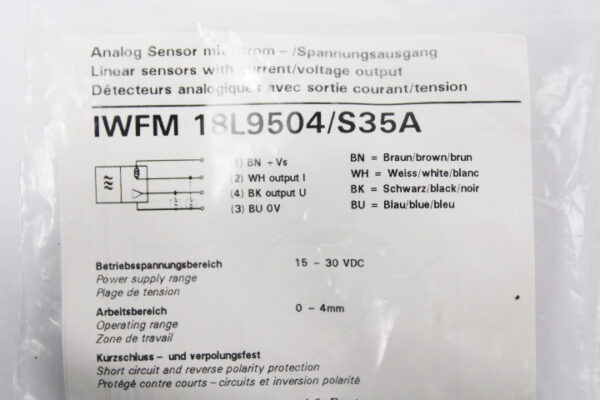 Analog Sensor mit Strom -/Spannungsausgang
Linear sensors with current/voltage output
Détecteurs analogiques avec sortie courant/tension
IWFM 18L9504/S35A
(1) BN +Vs
(2) WH output I
(4) BK output U
(3) BU 0V
BN = Braun/brown/brun
WH = Weiss/white/blanc
BK = Schwarz/black/noir
BU = Blau/blue/bleu
Betriebsspannungsbereich 15 - 30 VDC
Power supply range
Plage de tension
Arbeitsbereich 0 - 4mm
Operating range
Zone de travail
Kurzschluss - und verpolungsfest
Short circuit and reverse polarity protection
Protégé contre courts - circuits et inversion polarité